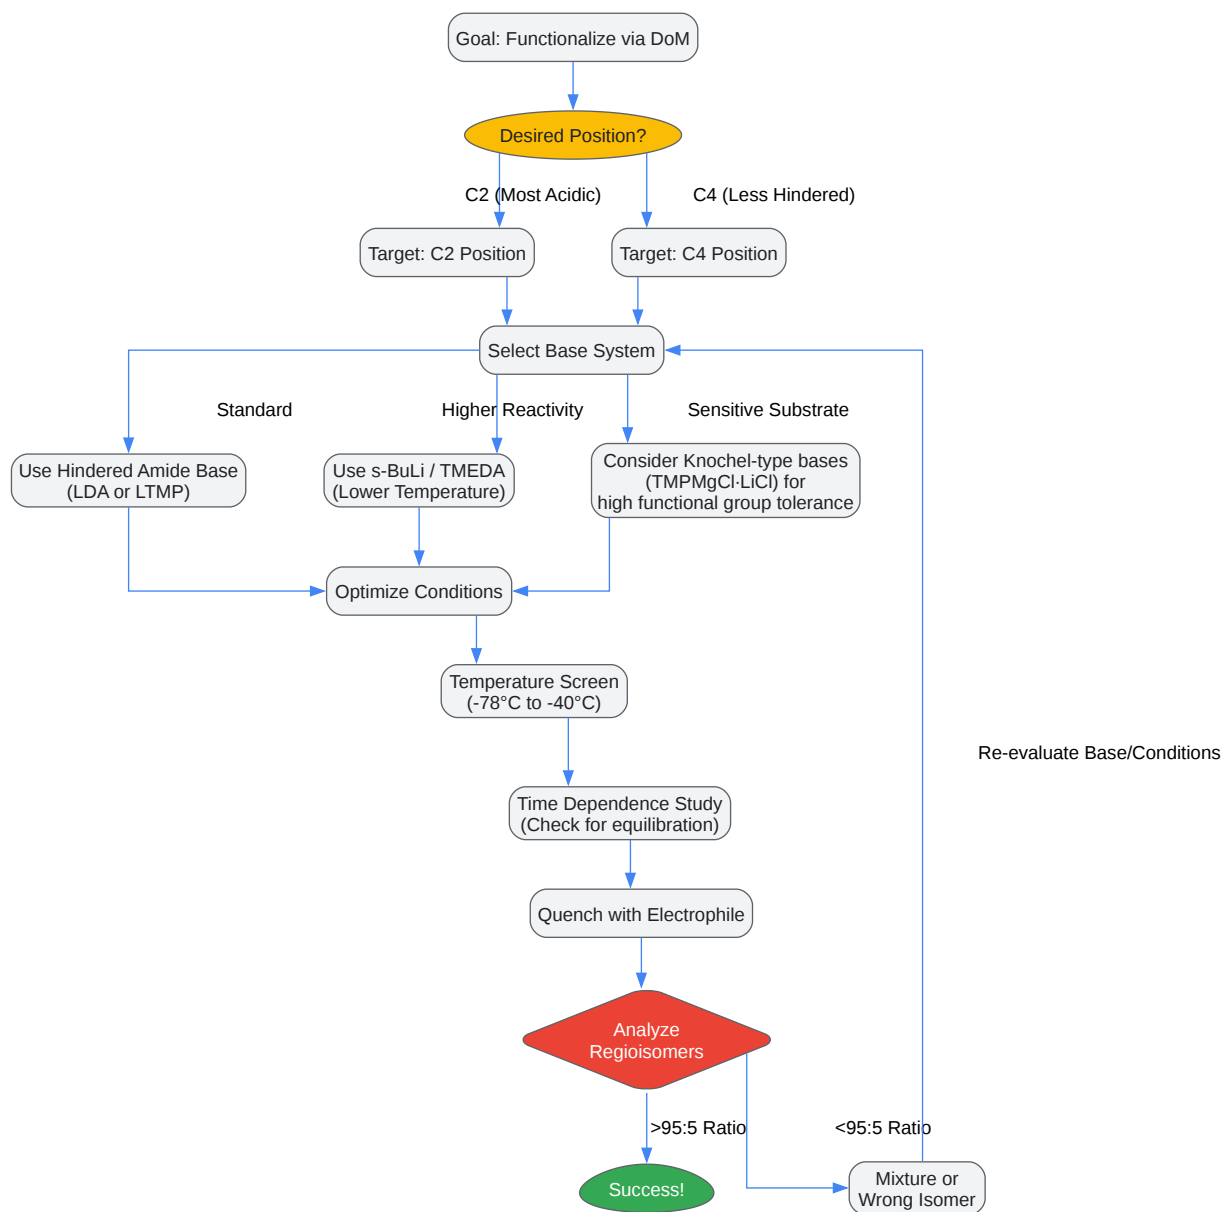 Goal: Functionalize via DoM
Desired Position?
C2 (Most Acidic)
C4 (Less Hindered)
Target: C2 Position
Target: C4 Position
Select Base System
Standard
Higher Reactivity
Sensitive Substrate
Use Hindered Amide Base
(LDA or LTMP)
Use s-BuLi / TMEDA
(Lower Temperature)
Consider Knochel-type bases
(TMPMgCl·LiCl) for
high functional group tolerance
Optimize Conditions
Temperature Screen
(-78°C to -40°C)
Re-evaluate Base/Conditions
Time Dependence Study
(Check for equilibration)
Quench with Electrophile
Analyze
Regioisomers
>95:5 Ratio
<95:5 Ratio
Success!
Mixture or
Wrong Isomer